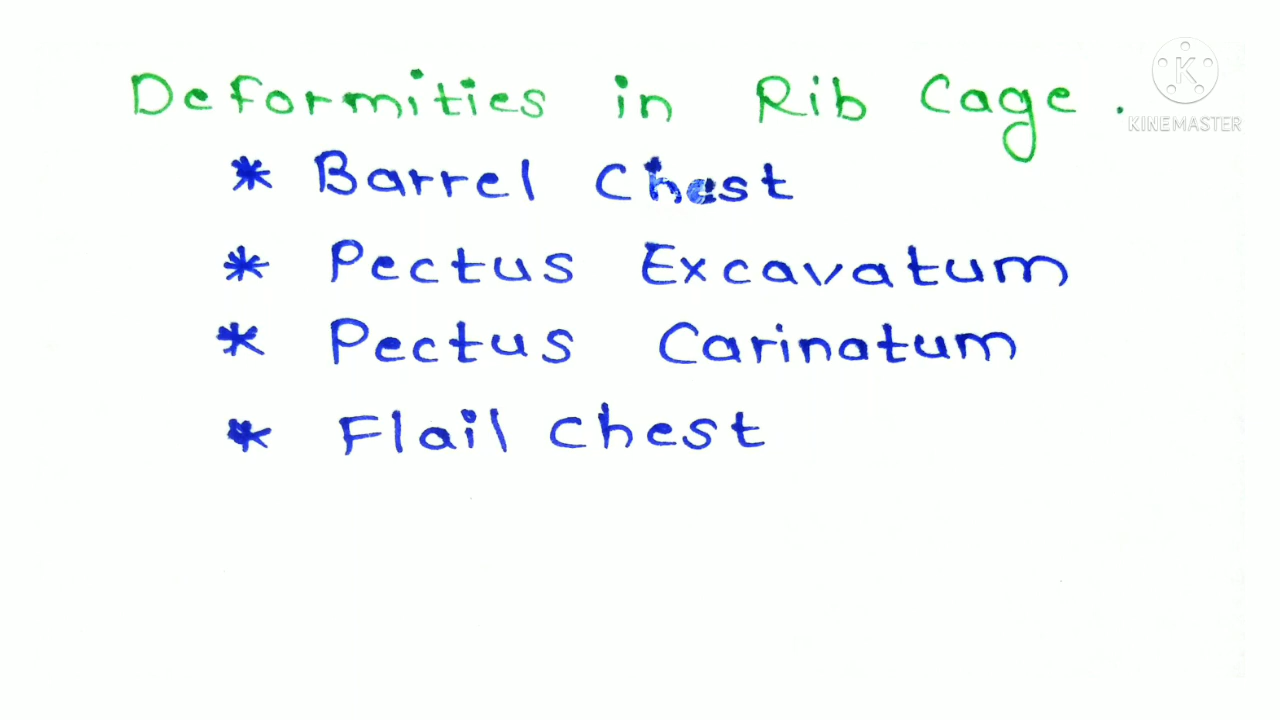 Deformities in Rib Cage .
KINEMASTER
* Barrel Chest
* Pectus Excavatum
* Pectus Carinatum
* Flail Chest